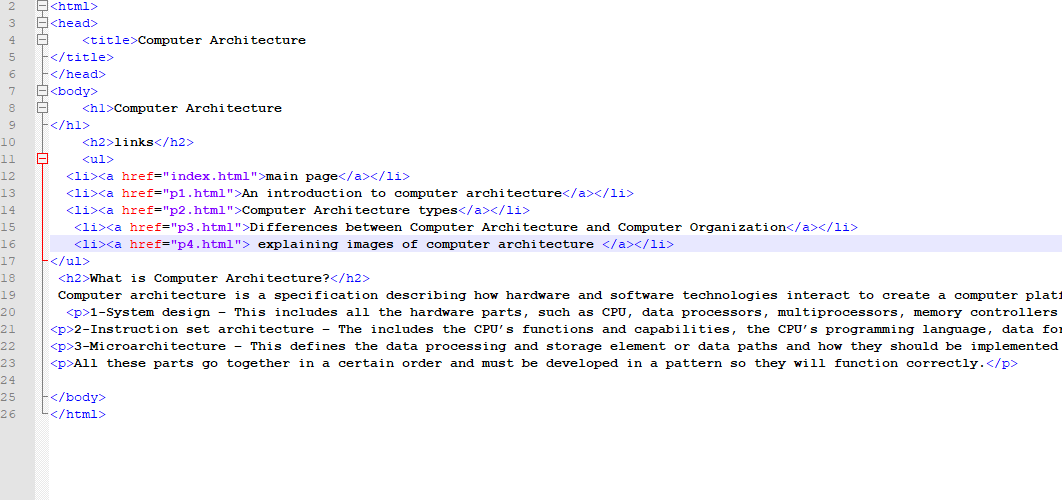 2 <html>
3 <head>
4 <title>Computer Architecture
5 </title>
6 </head>
7 <body>
8 <h1>Computer Architecture
9 </h1>
10 <h2>links</h2>
11 <ul>
12 <li><a href="index.html">main page</a></li>
13 <li><a href="p1.html">An introduction to computer architecture</a></li>
14 <li><a href="p2.html">Computer Architecture types</a></li>
15 <li><a href="p3.html">Differences between Computer Architecture and Computer Organization</a></li>
16 <li><a href="p4.html"> explaining images of computer architecture </a></li>
17 </ul>
18 <h2>What is Computer Architecture?</h2>
19 Computer architecture is a specification describing how hardware and software technologies interact to create a computer platf
20 <p>1-System design – This includes all the hardware parts, such as CPU, data processors, multiprocessors, memory controllers
21 <p>2-Instruction set architecture – The includes the CPU’s functions and capabilities, the CPU’s programming language, data for
22 <p>3-Microarchitecture – This defines the data processing and storage element or data paths and how they should be implemented
23 <p>All these parts go together in a certain order and must be developed in a pattern so they will function correctly.</p>
24
25 </body>
26 </html>